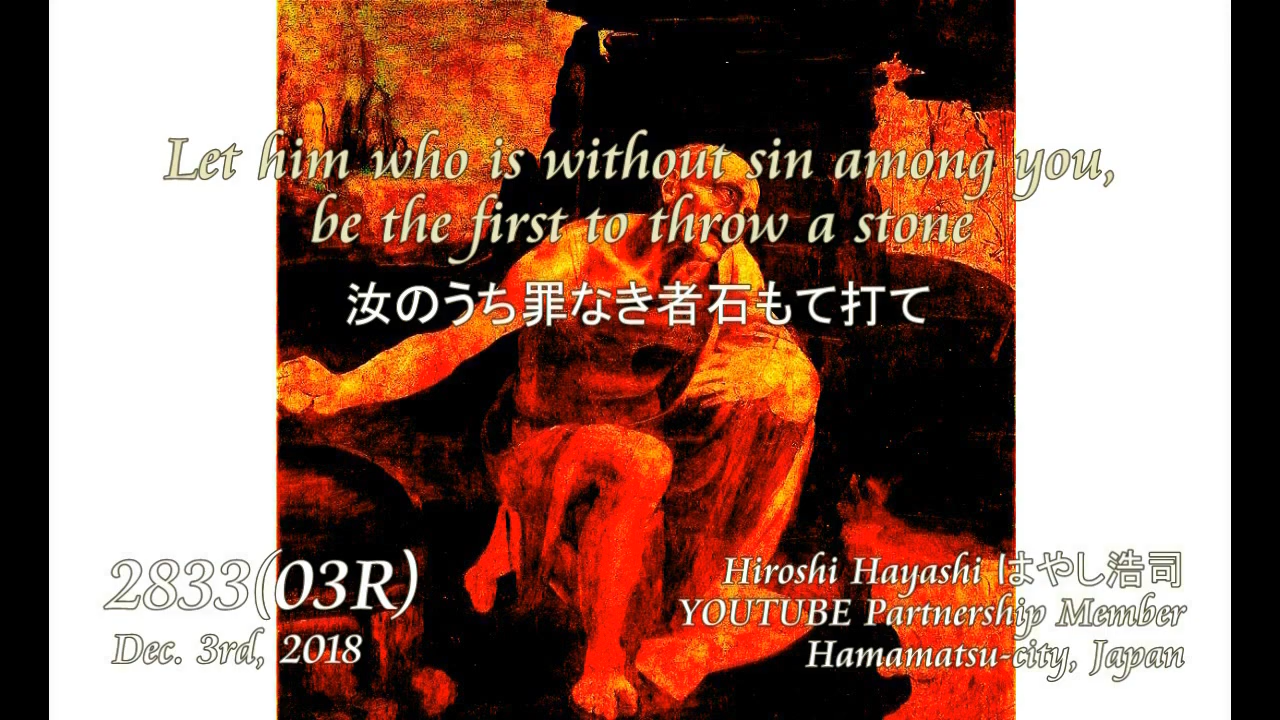 Let him who is without sin among you,
be the first to throw a stone
汝のうち罪なき者石もて打て
2833(03R)
Dec. 3rd, 2018
Hiroshi Hayashi はやし浩司
YOUTUBE Partnership Member
Hamamatsu-city, Japan